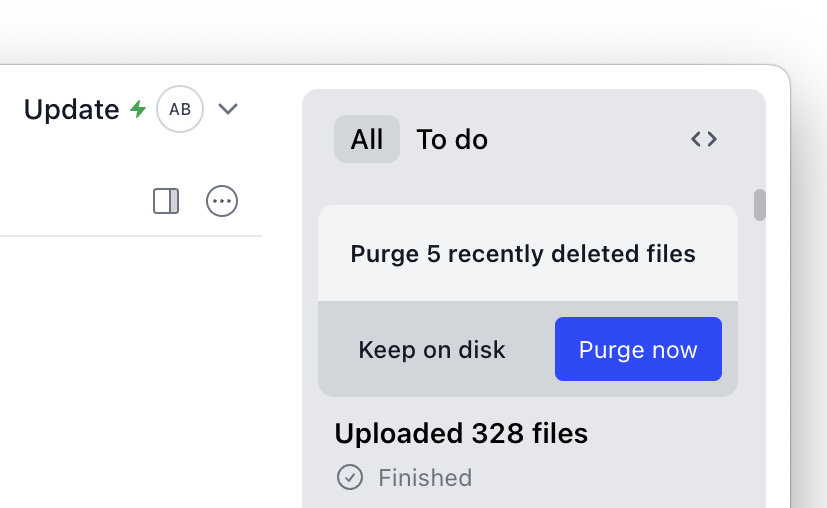 Update AB
All To do
Purge 5 recently deleted files
Keep on disk Purge now
Uploaded 328 files
Finished